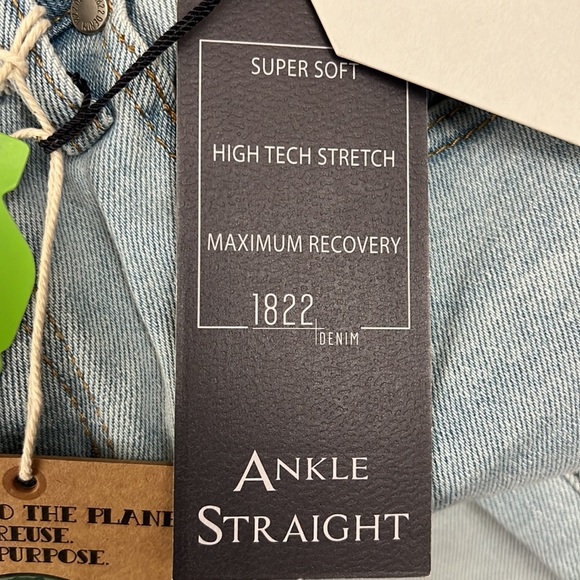 SUPER SOFT
HIGH TECH STRETCH
MAXIMUM RECOVERY
1822
DENIM
ANKLE
STRAIGHT
THE PLANE
REUSE.
PURPOSE.